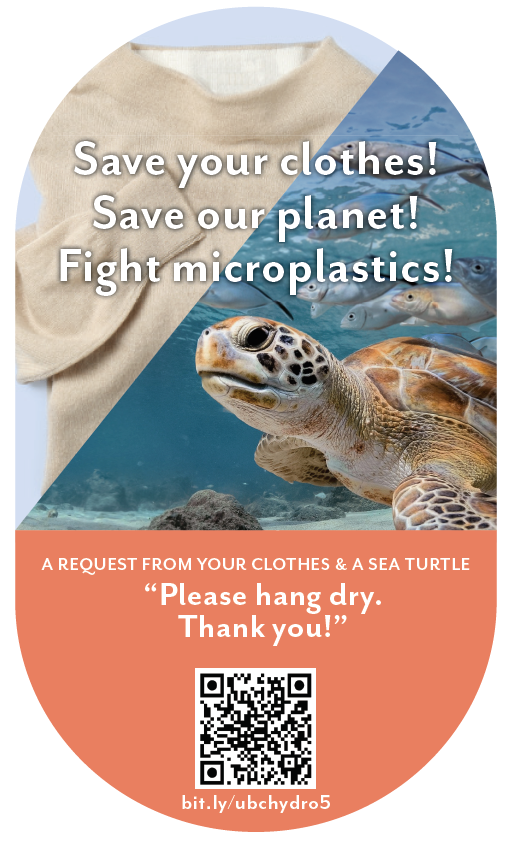 Save your clothes!
Save our planet!
Fight microplastics!
A REQUEST FROM YOUR CLOTHES & A SEA TURTLE
“Please hang dry.
Thank you!”
bit.ly/ubchydro5